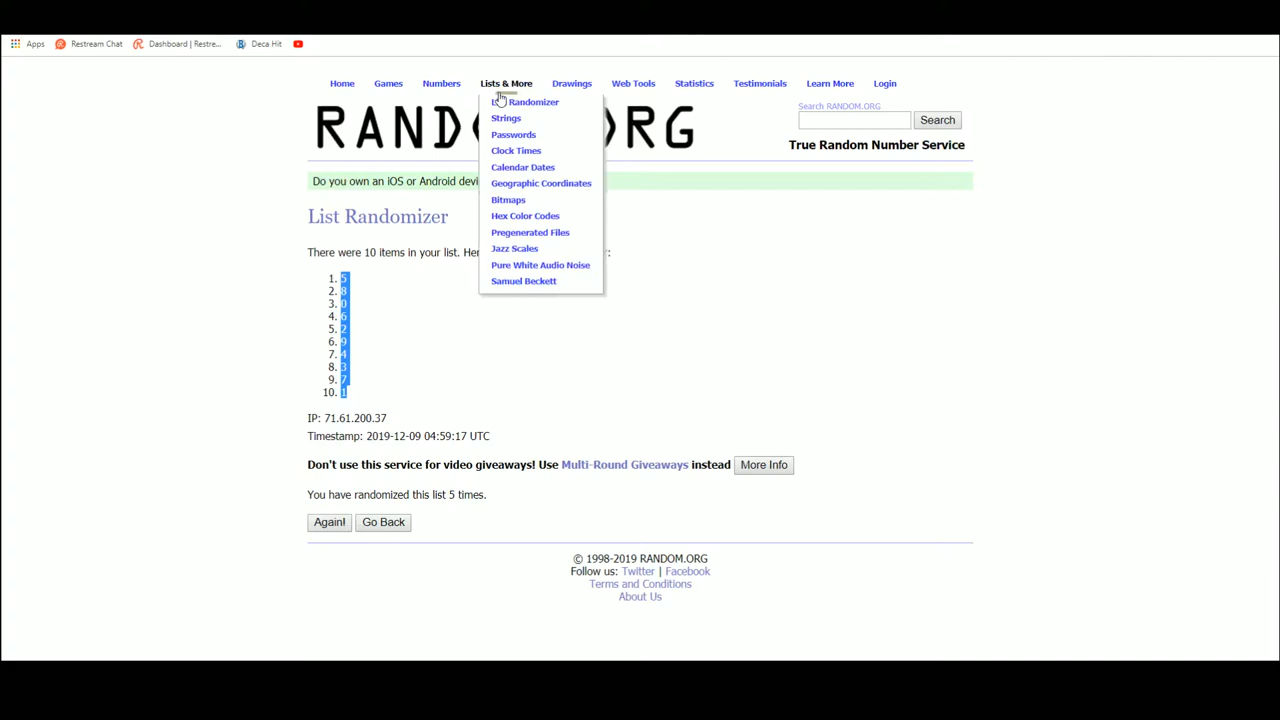 Apps Restream Chat Dashboard | Restre... Deca Hit
Home Games Numbers Lists & More Drawings Web Tools Statistics Testimonials Learn More Login
Search RANDOM.ORG
Search
True Random Number Service
List Randomizer
Strings
Passwords
Clock Times
Calendar Dates
Geographic Coordinates
Bitmaps
Hex Color Codes
Pregenerated Files
Jazz Scales
Pure White Audio Noise
Samuel Beckett
Do you own an iOS or Android
List Randomizer
There were 10 items in your list.
1. 5
2. 8
3. 0
4. 6
5. 2
6. 9
7. 4
8. 3
9. 7
10. 1
IP: 71.61.200.37
Timestamp: 2019-12-09 04:59:17 UTC
Don't use this service for video giveaways! Use Multi-Round Giveaways instead More Info
You have randomized this list 5 times.
Again! Go Back
© 1998-2019 RANDOM.ORG
Follow us: Twitter | Facebook
Terms and Conditions
About Us